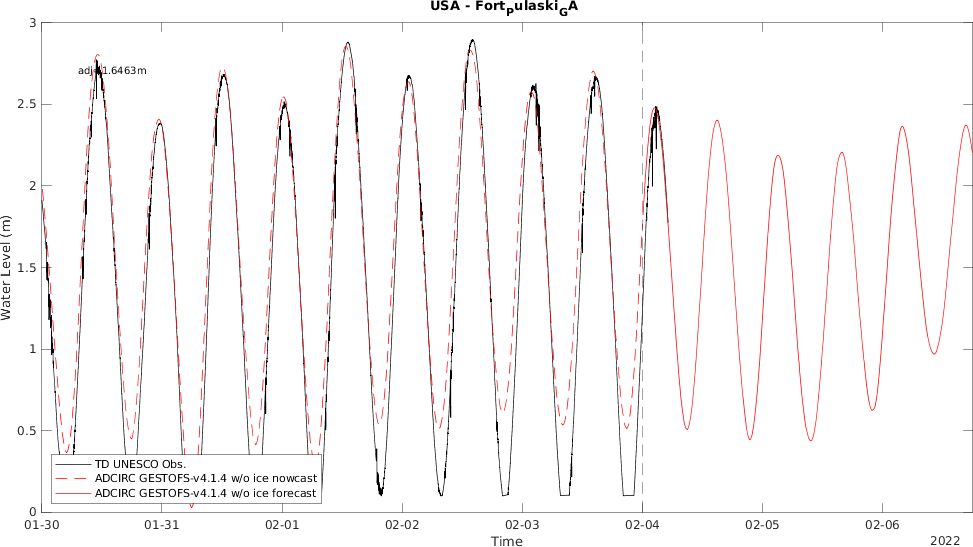 USA - FortPulaskiGA
adj=1.6463m
Water Level (m)
3
2.5
2
1.5
1
0.5
0
TD UNESCO Obs.
ADCIRC GESTOFS-v4.1.4 w/o ice nowcast
ADCIRC GESTOFS-v4.1.4 w/o ice forecast
01-30 01-31 02-01 02-02 02-03 02-04 02-05 02-06
Time
2022